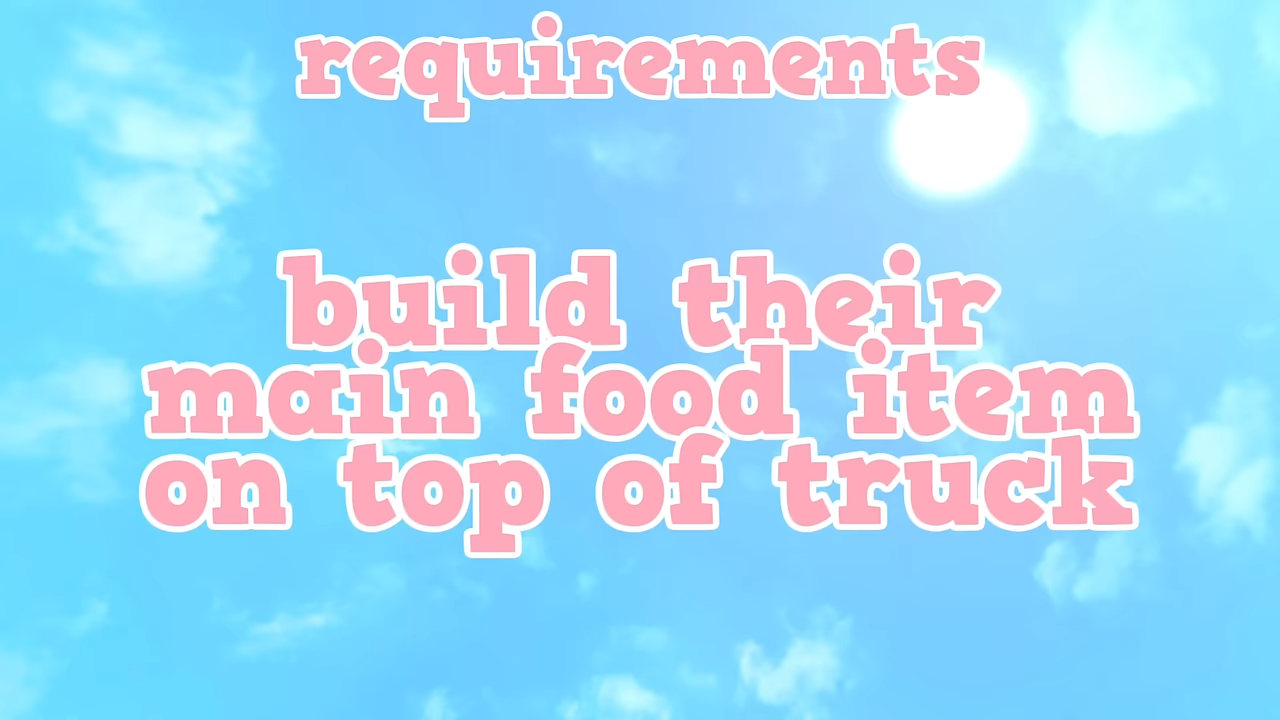 requirements
build their
main food item
on top of truck